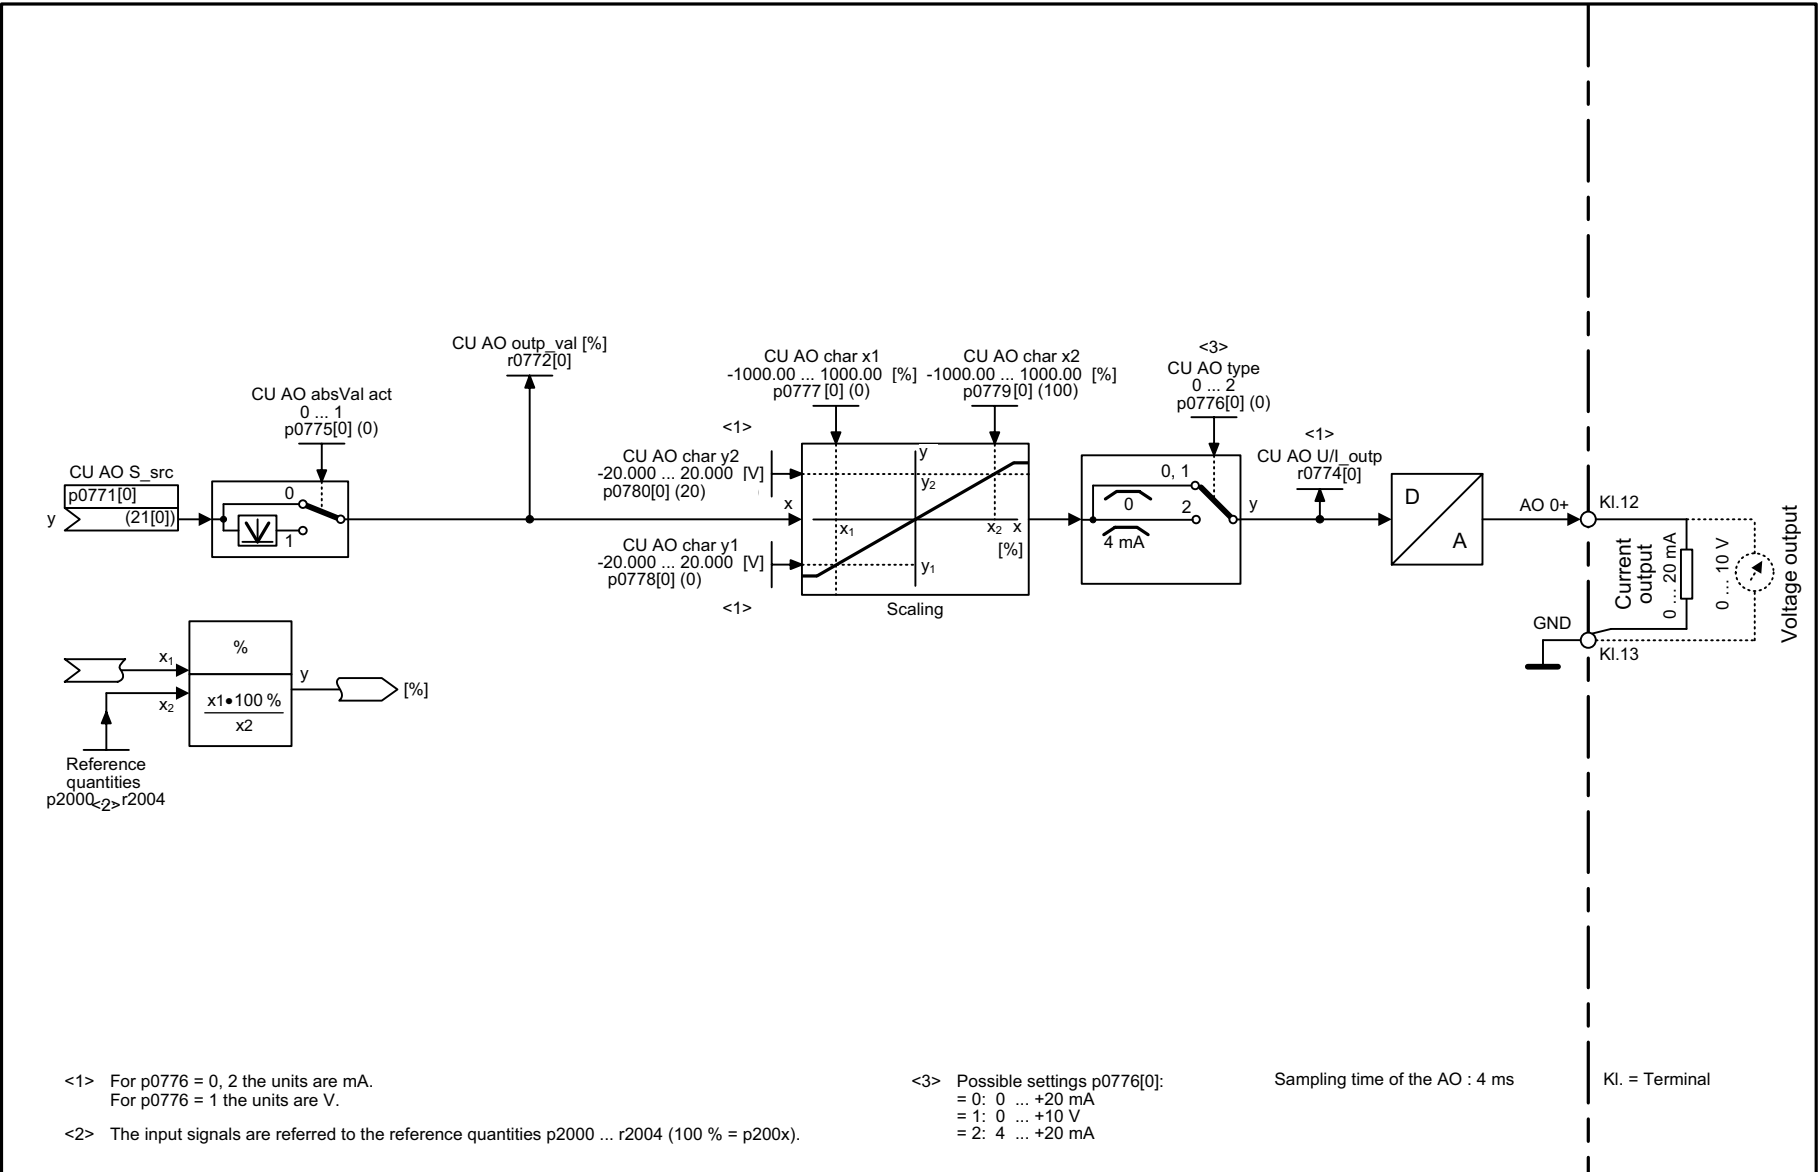 CU AO outp_val [%]
r0772[0]
CU AO absVal act
0 ... 1
p0775[0] (0)
CU AO S_src
p0771[0]
(21[0])
y
0
1
CU AO char x1
-1000.00 ... 1000.00 [%]
p0777 [0] (0)
CU AO char x2
-1000.00 ... 1000.00 [%]
p0779[0] (100)
<1>
CU AO char y2
-20.000 ... 20.000 [V]
p0780[0] (20)
CU AO char y1
-20.000 ... 20.000 [V]
p0778[0] (0)
<1>
x
y
y2
x1
x2 x
[%]
y1
Scaling
<3>
CU AO type
0 ... 2
p0776[0] (0)
0, 1
0
2
4 mA
y
<1>
CU AO U/I_outp
r0774[0]
D
A
AO 0+
Kl.12
GND
Kl.13
Current output
0 ... 20 mA
0 ... 10 V
Voltage output
x1
x2
%
x1•100 %
x2
y
[%]
Reference
quantities
p2000 ... r2004
<2>
<1> For p0776 = 0, 2 the units are mA.
For p0776 = 1 the units are V.
<2> The input signals are referred to the reference quantities p2000 ... r2004 (100 % = p200x).
<3> Possible settings p0776[0]:
= 0: 0 ... +20 mA
= 1: 0 ... +10 V
= 2: 4 ... +20 mA
Sampling time of the AO : 4 ms
Kl. = Terminal